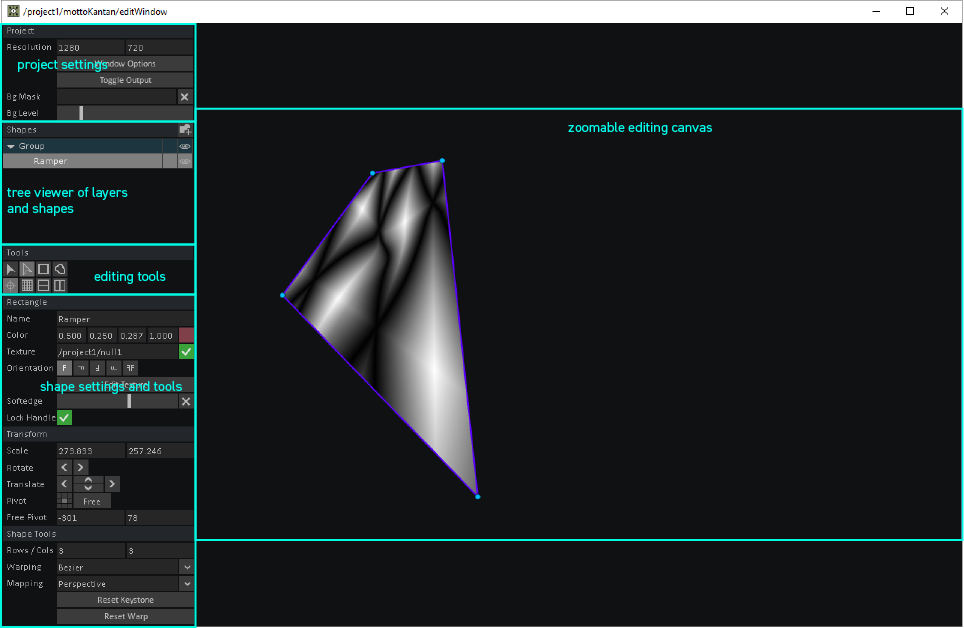 /project1/mottoKantan/editWindow
Project
Resolution 1280 720
project settings
Window Options
Toggle Output
Bg Mask
Bg Level
Shapes
Group
Ramper
tree viewer of layers
and shapes
Tools
editing tools
Rectangle
Name Ramper
Color 0.500 0.250 0.287 1.000
Texture /project1/null1
Orientation
shape settings and tools
Softedge
Lock Handle
Transform
Scale 273.833 257.246
Rotate < >
Translate < >
Pivot Free
Free Pivot -301 78
Shape Tools
Rows / Cols 3 3
Warping Bezier
Mapping Perspective
Reset Keystone
Reset Warp
zoomable editing canvas